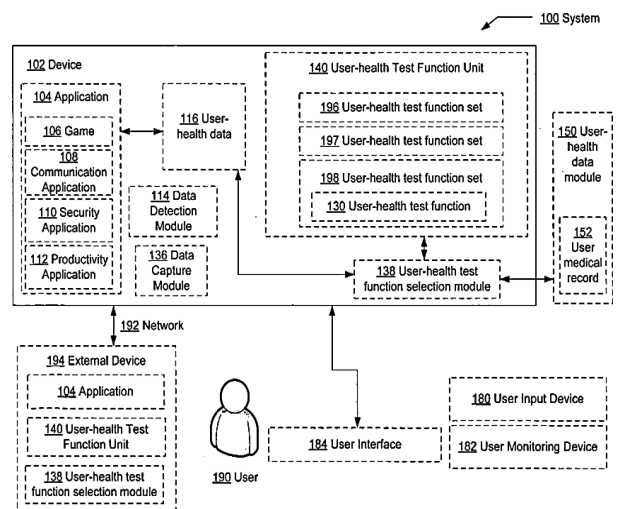 100 System
102 Device
104 Application
106 Game
108
Communication
Application
110 Security
Application
112 Productivity
Application
116 User-
health data
114 Data
Detection
Module
136 Data
Capture
Module
140 User-health Test Function Unit
196 User-health test function set
197 User-health test function set
198 User-health test function set
130 User-health test function
138 User-health test
function selection module
150 User-
health data
module
152
User
medical
record
192 Network
194 External Device
104 Application
140 User-health Test
Function Unit
138 User-health test
function selection module
190 User
184 User Interface
180 User Input Device
182 User Monitoring Device